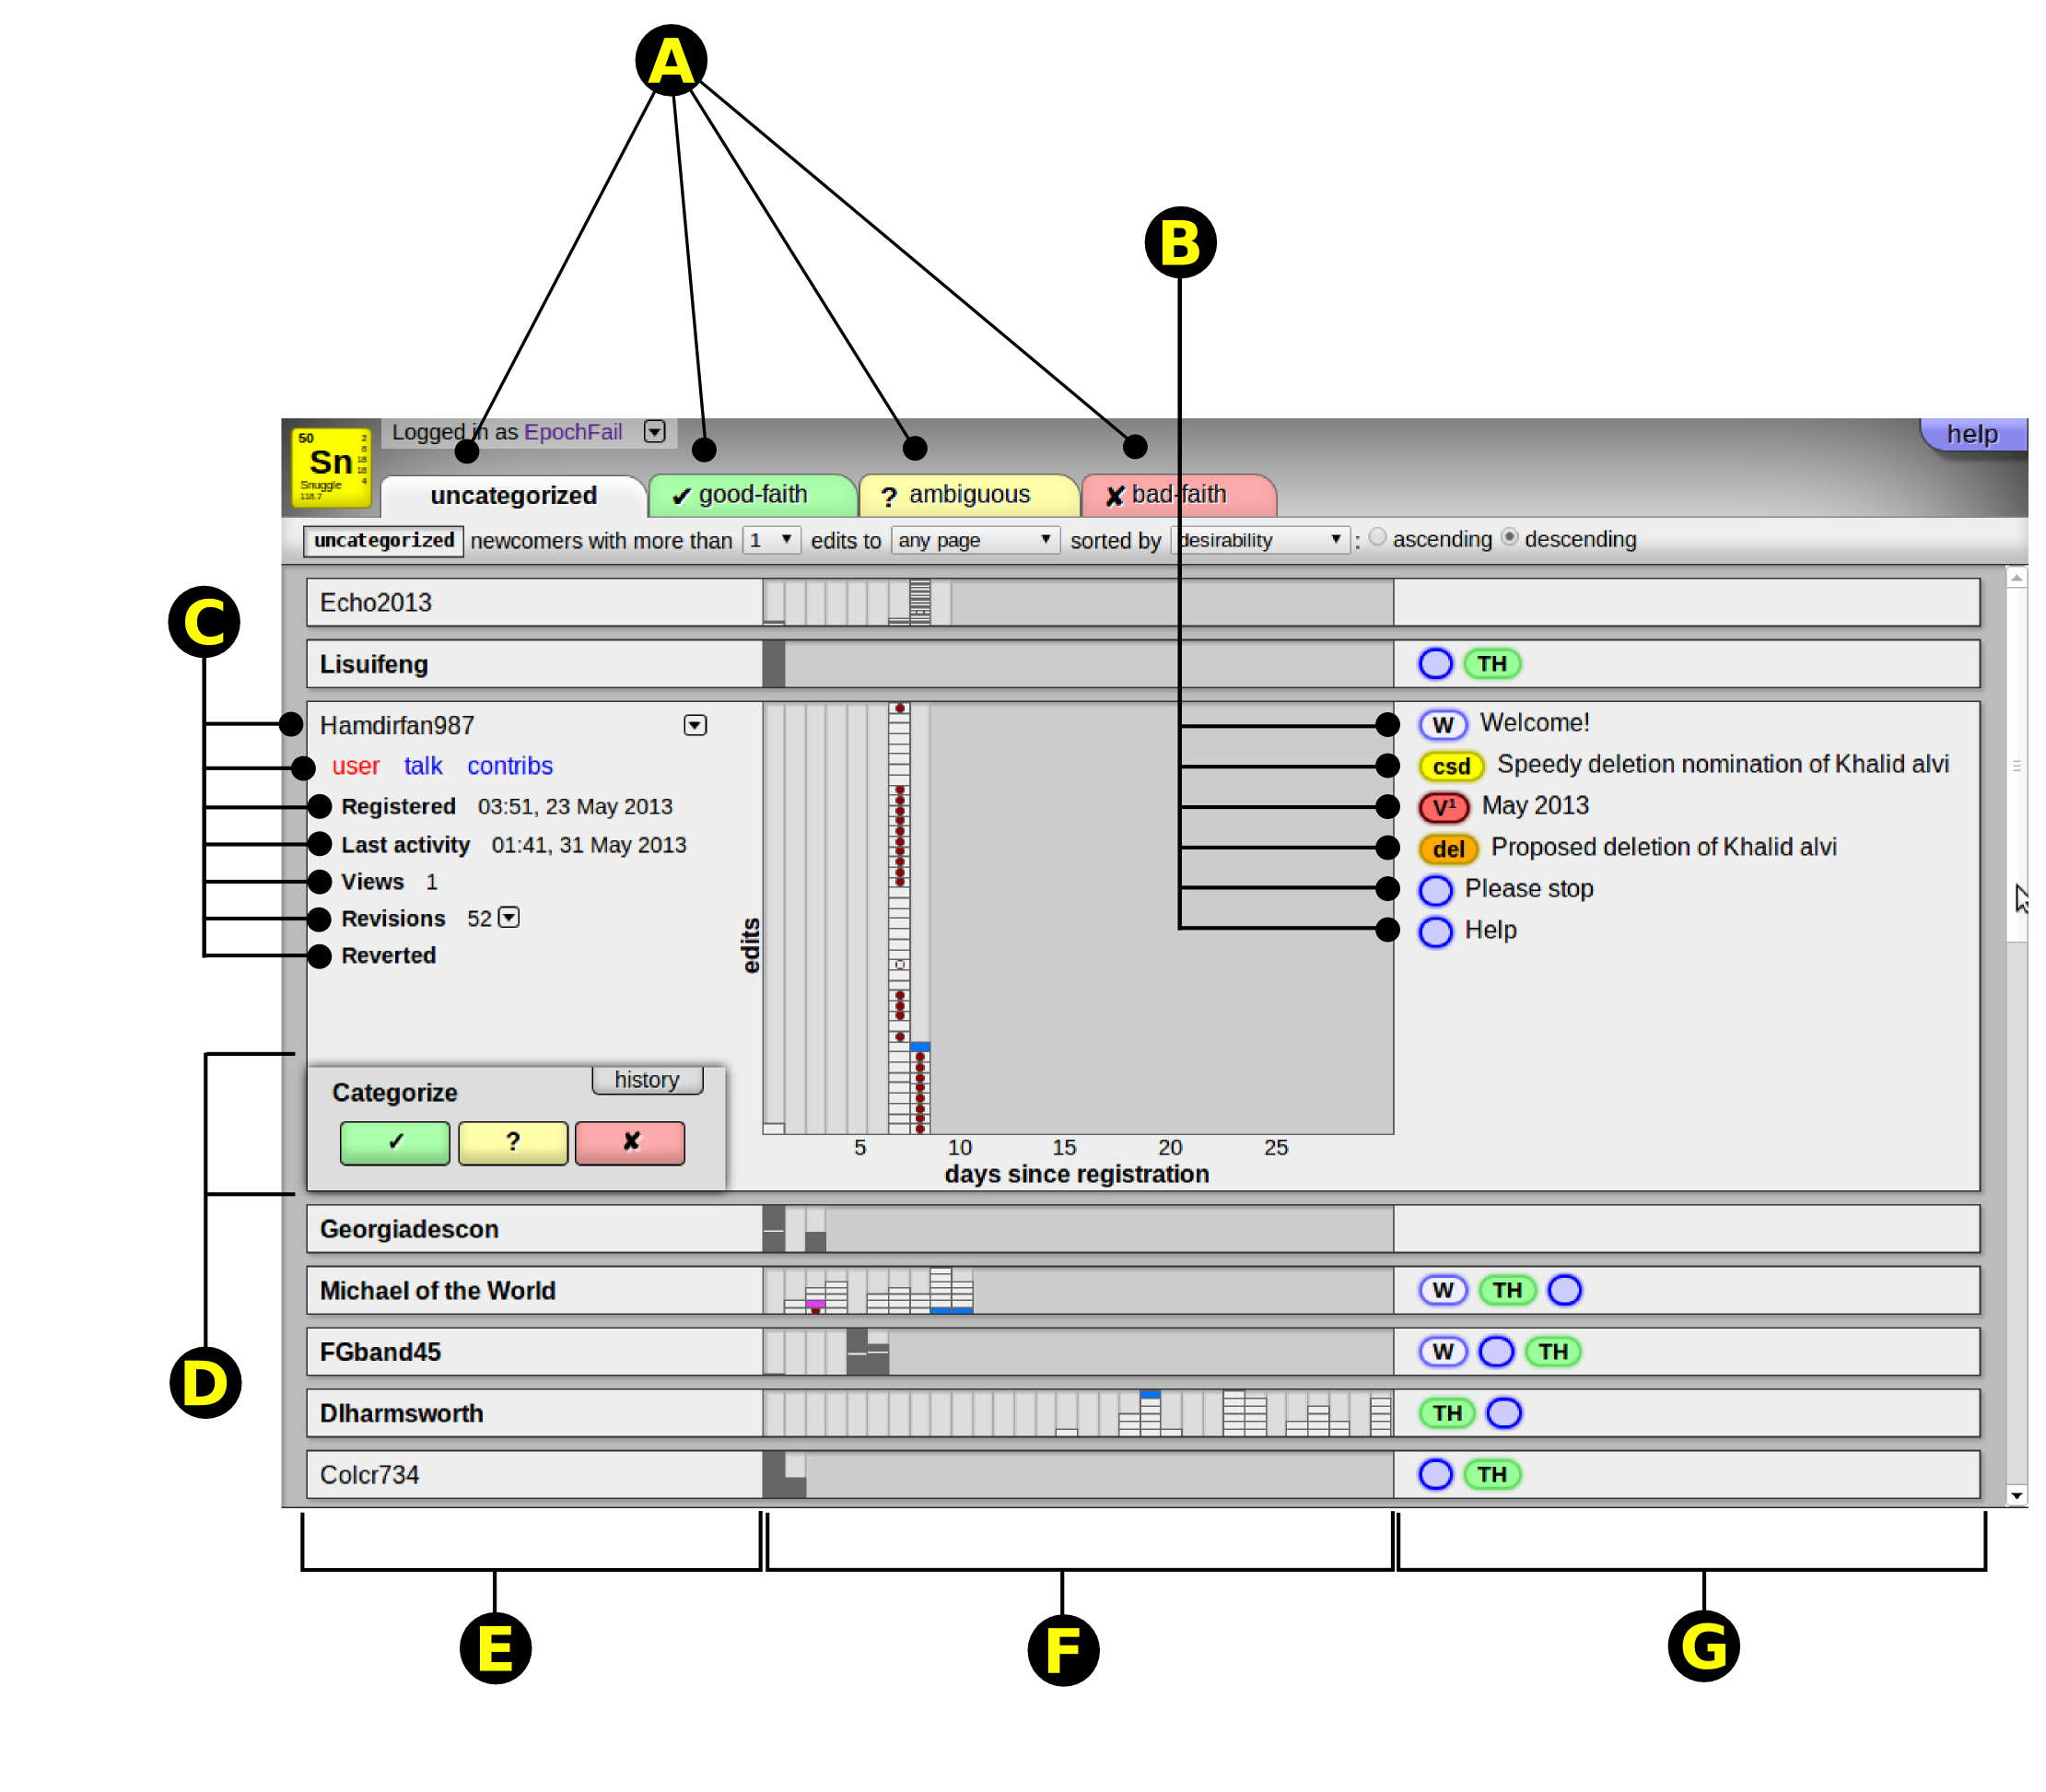 A
B
Logged in as EpochFail
help
50 2 8 18 18 4
Sn
Snuggle
118.7
uncategorized ✔ good-faith ? ambiguous ✘ bad-faith
uncategorized newcomers with more than 1 ▼ edits to any page ▼ sorted by desirability ▼ : ascending descending
C
Echo2013
Lisuifeng TH
Hamdirfan987
user talk contribs
Registered 03:51, 23 May 2013
Last activity 01:41, 31 May 2013
Views 1
Revisions 52
Reverted
edits
5 10 15 20 25
days since registration
W Welcome!
csd Speedy deletion nomination of Khalid alvi
V¹ May 2013
del Proposed deletion of Khalid alvi
Please stop
Help
Categorize history
✓ ? ✘
Georgiadescon
Michael of the World W TH
FGband45 W TH
Dlharmsworth TH
Colcr734 TH
D
E
F
G